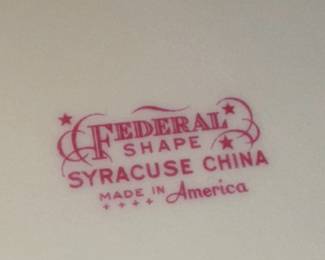 FEDERAL
SHAPE
SYRACUSE CHINA
MADE IN America